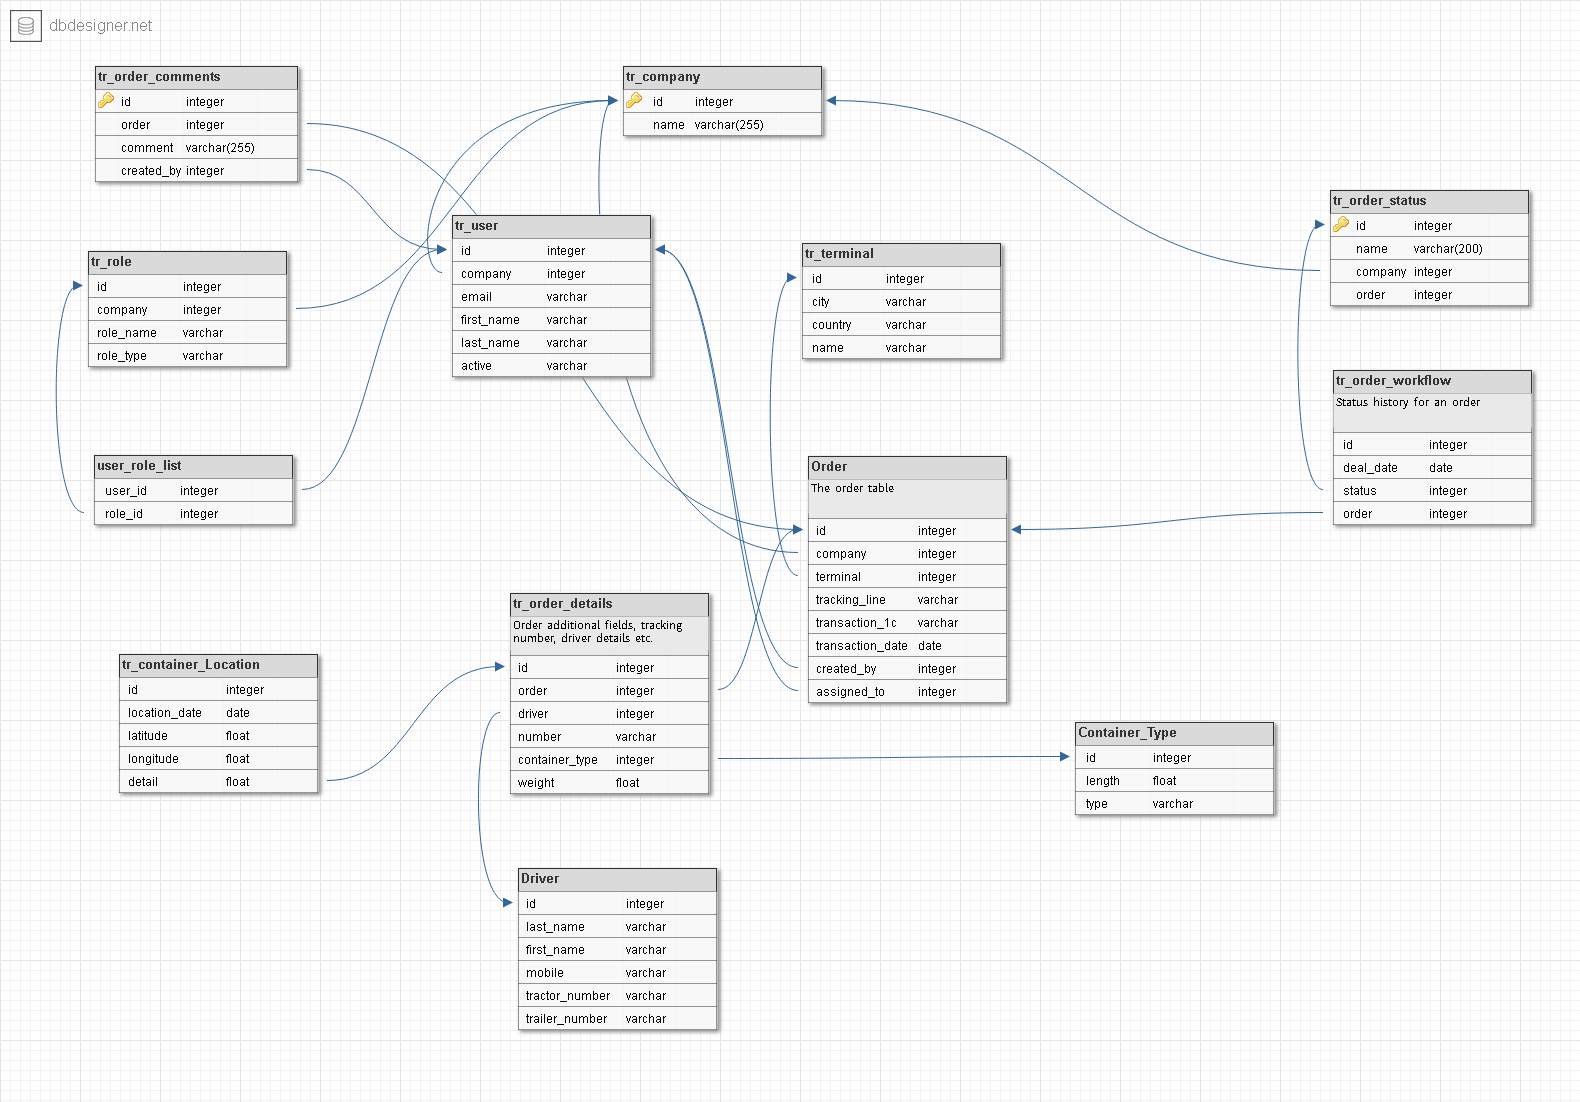 dbdesigner.net
tr_order_comments
id integer
order integer
comment varchar(255)
created_by integer
tr_company
id integer
name varchar(255)
tr_order_status
id integer
name varchar(200)
company integer
order integer
tr_user
id integer
company integer
email varchar
first_name varchar
last_name varchar
active varchar
tr_terminal
id integer
city varchar
country varchar
name varchar
tr_role
id integer
company integer
role_name varchar
role_type varchar
tr_order_workflow
Status history for an order
id integer
deal_date date
status integer
order integer
user_role_list
user_id integer
role_id integer
Order
The order table
id integer
company integer
terminal integer
tracking_line varchar
transaction_1c varchar
transaction_date date
created_by integer
assigned_to integer
tr_order_details
Order additional fields, tracking
number, driver details etc.
id integer
order integer
driver integer
number varchar
container_type integer
weight float
tr_container_Location
id integer
location_date date
latitude float
longitude float
detail float
Container_Type
id integer
length float
type varchar
Driver
id integer
last_name varchar
first_name varchar
mobile varchar
tractor_number varchar
trailer_number varchar